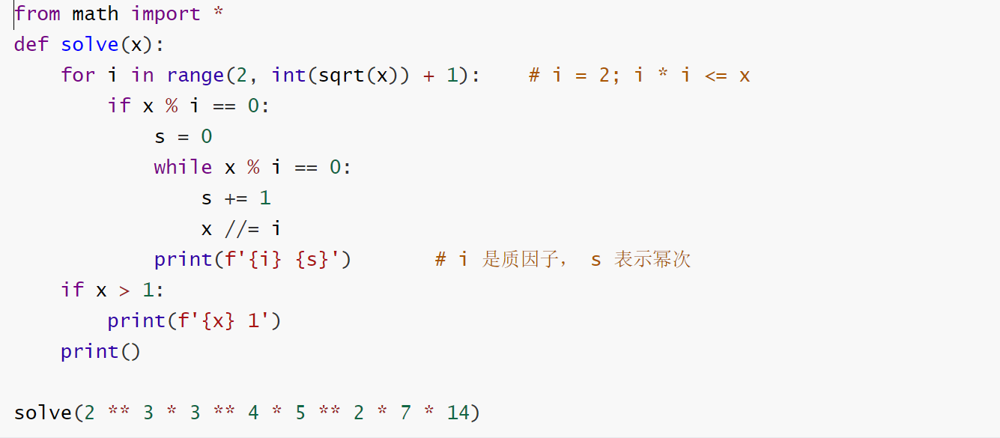 from math import *
def solve(x):
    for i in range(2, int(sqrt(x)) + 1):    # i = 2; i * i <= x
        if x % i == 0:
            s = 0
            while x % i == 0:
                s += 1
                x //= i
            print(f'{i} {s}')       # i 是质因子， s 表示幂次
    if x > 1:
        print(f'{x} 1')
    print()

solve(2 ** 3 * 3 ** 4 * 5 ** 2 * 7 * 14)